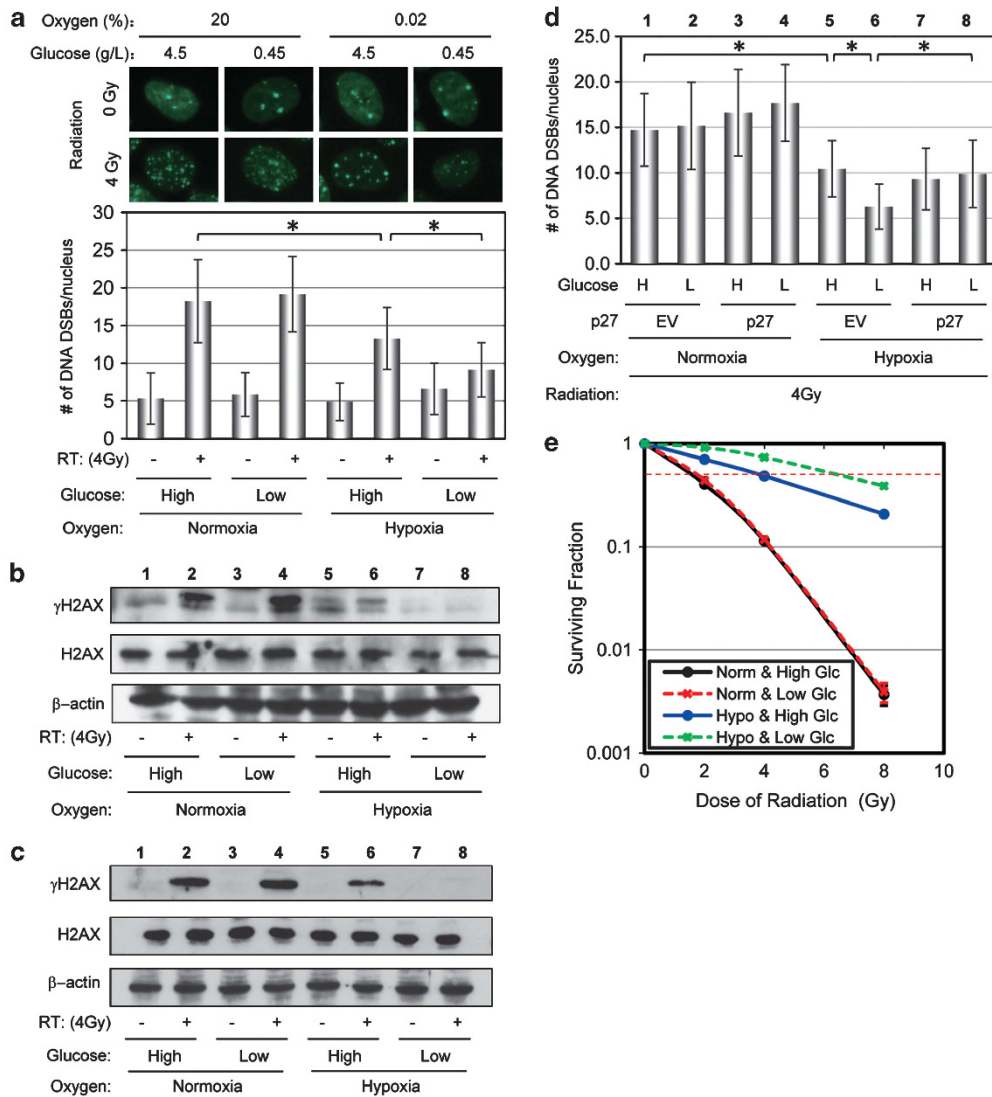 a
Oxygen (%): 20 0.02
Glucose (g/L): 4.5 0.45 4.5 0.45
Radiation
0 Gy
4 Gy
# of DNA DSBs/nucleus
30
25
20
15
10
5
0
* *
RT: (4Gy) - + - + - + - +
Glucose: High Low High Low
Oxygen: Normoxia Hypoxia
b
1 2 3 4 5 6 7 8
γH2AX
H2AX
β–actin
RT: (4Gy) - + - + - + - +
Glucose: High Low High Low
Oxygen: Normoxia Hypoxia
c
1 2 3 4 5 6 7 8
γH2AX
H2AX
β–actin
RT: (4Gy) - + - + - + - +
Glucose: High Low High Low
Oxygen: Normoxia Hypoxia
d
1 2 3 4 5 6 7 8
# of DNA DSBs/nucleus
25.0
20.0
15.0
10.0
5.0
0.0
* * *
Glucose H L H L H L H L
p27 EV p27 EV p27
Oxygen: Normoxia Hypoxia
Radiation: 4Gy
e
Surviving Fraction
1
0.1
0.01
0.001
Norm & High Glc
Norm & Low Glc
Hypo & High Glc
Hypo & Low Glc
0 2 4 6 8 10
Dose of Radiation (Gy)